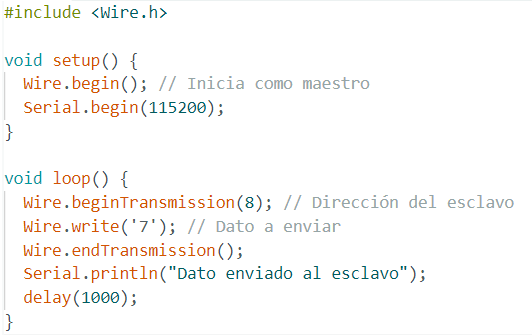 #include <Wire.h>
void setup() {
Wire.begin(); // Inicia como maestro
Serial.begin(115200);
}
void loop() {
Wire.beginTransmission(8); // Dirección del esclavo
Wire.write('7'); // Dato a enviar
Wire.endTransmission();
Serial.println("Dato enviado al esclavo");
delay(1000);
}